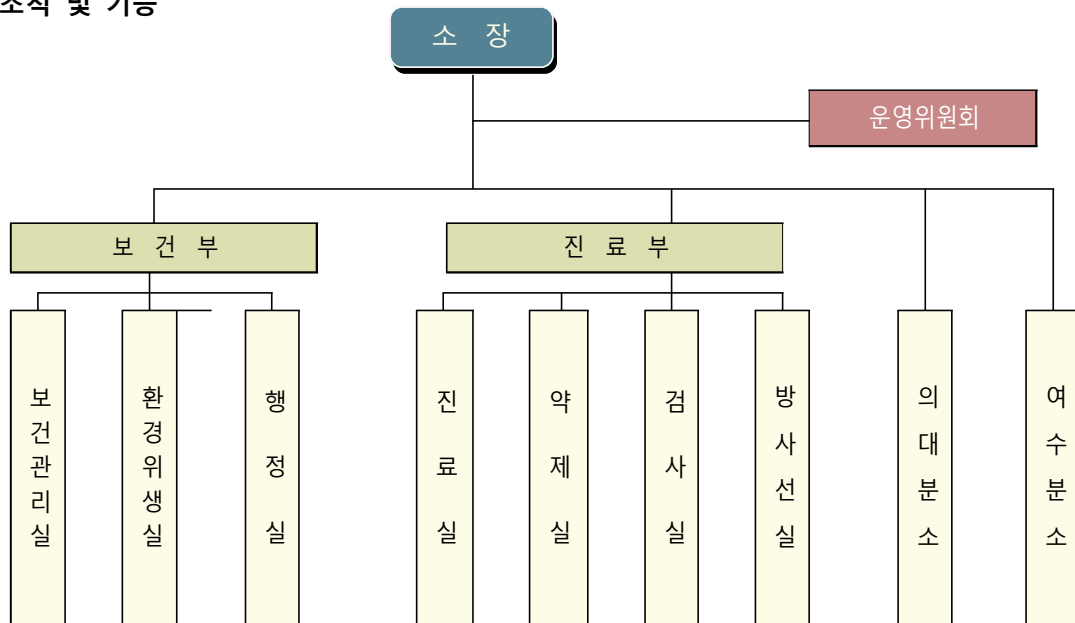 조직 및 기능
소 장
운영위원회
보 건 부
진 료 부
보건관리실
환경위생실
행정실
진료실
약제실
검사실
방사선실
의대분소
여수분소